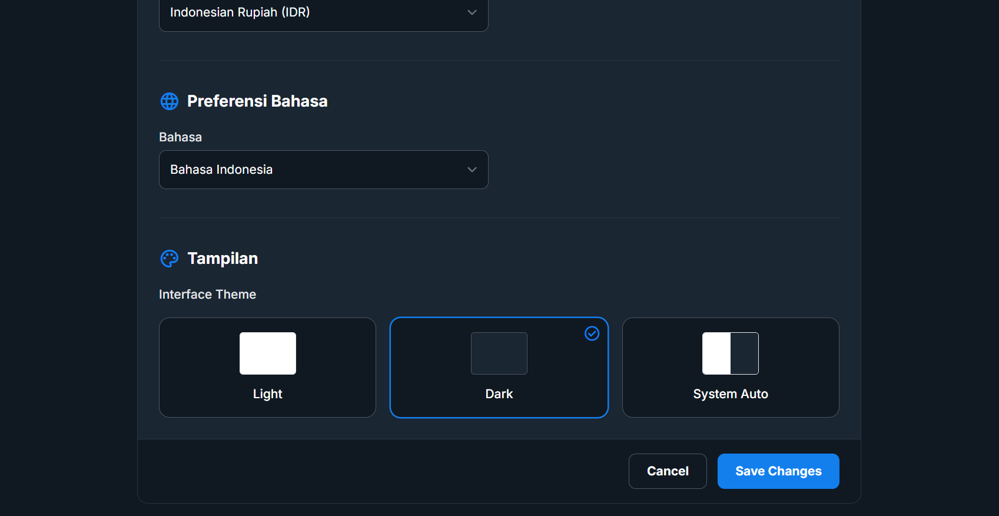 Indonesian Rupiah (IDR)
Preferensi Bahasa
Bahasa
Bahasa Indonesia
Tampilan
Interface Theme
Light
Dark
System Auto
Cancel
Save Changes